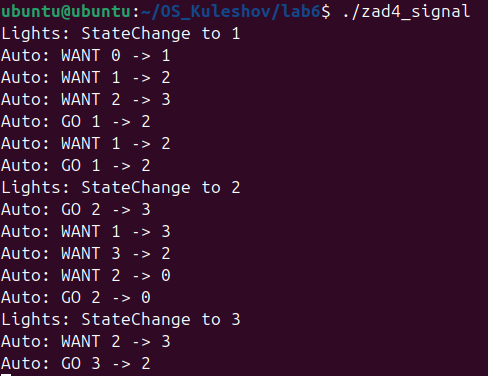 ubuntu@ubuntu:~/OS_Kuleshov/lab6$ ./zad4_signal
Lights: StateChange to 1
Auto: WANT 0 -> 1
Auto: WANT 1 -> 2
Auto: WANT 2 -> 3
Auto: GO 1 -> 2
Auto: WANT 1 -> 2
Auto: GO 1 -> 2
Lights: StateChange to 2
Auto: GO 2 -> 3
Auto: WANT 1 -> 3
Auto: WANT 3 -> 2
Auto: WANT 2 -> 0
Auto: GO 2 -> 0
Lights: StateChange to 3
Auto: WANT 2 -> 3
Auto: GO 3 -> 2